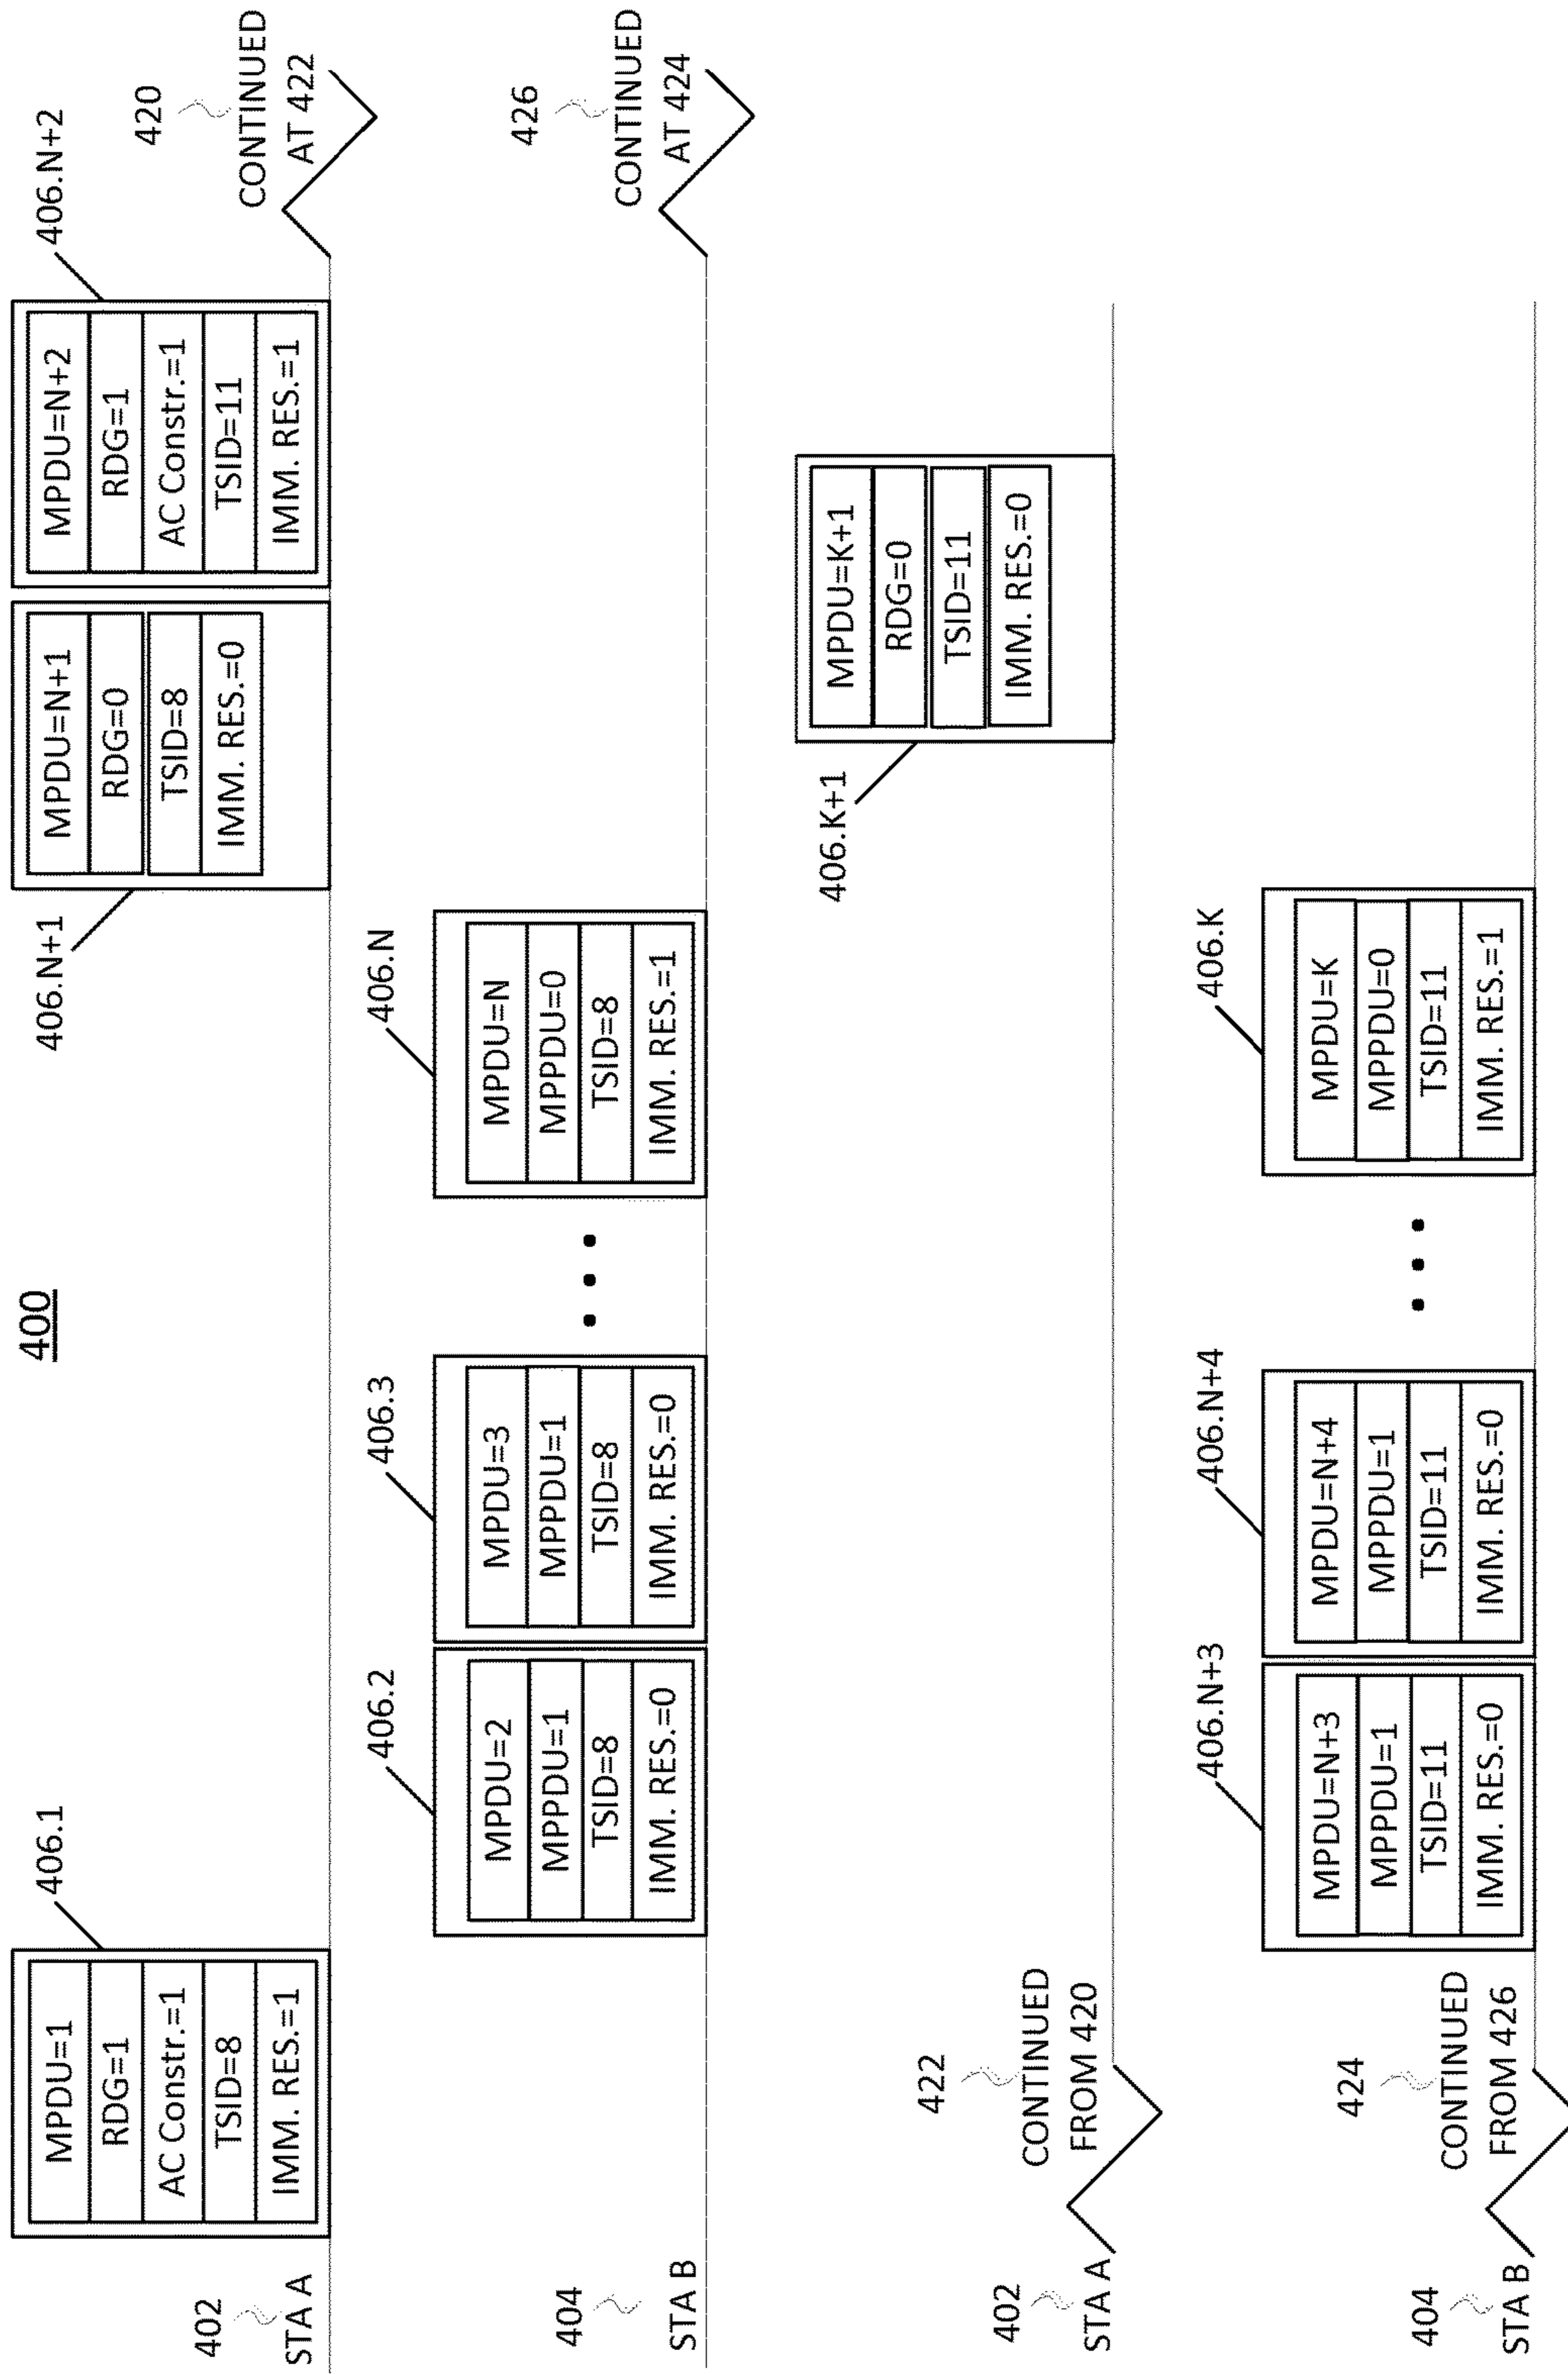 400
402
STA A
406.1
MPDU=1
RDG=1
AC Constr.=1
TSID=8
IMM. RES.=1
406.N+1
MPDU=N+1
RDG=0
TSID=8
IMM. RES.=0
406.N+2
MPDU=N+2
RDG=1
AC Constr.=1
TSID=11
IMM. RES.=1
420
CONTINUED
AT 422
404
STA B
406.2
MPDU=2
MPPDU=1
TSID=8
IMM. RES.=0
406.3
MPDU=3
MPPDU=1
TSID=8
IMM. RES.=0
406.N
MPDU=N
MPPDU=0
TSID=8
IMM. RES.=1
426
CONTINUED
AT 424
402
STA A
422
CONTINUED
FROM 420
406.K+1
MPDU=K+1
RDG=0
TSID=11
IMM. RES.=0
404
STA B
424
CONTINUED
FROM 426
406.N+3
MPDU=N+3
MPPDU=1
TSID=11
IMM. RES.=0
406.N+4
MPDU=N+4
MPPDU=1
TSID=11
IMM. RES.=0
406.K
MPDU=K
MPPDU=0
TSID=11
IMM. RES.=1